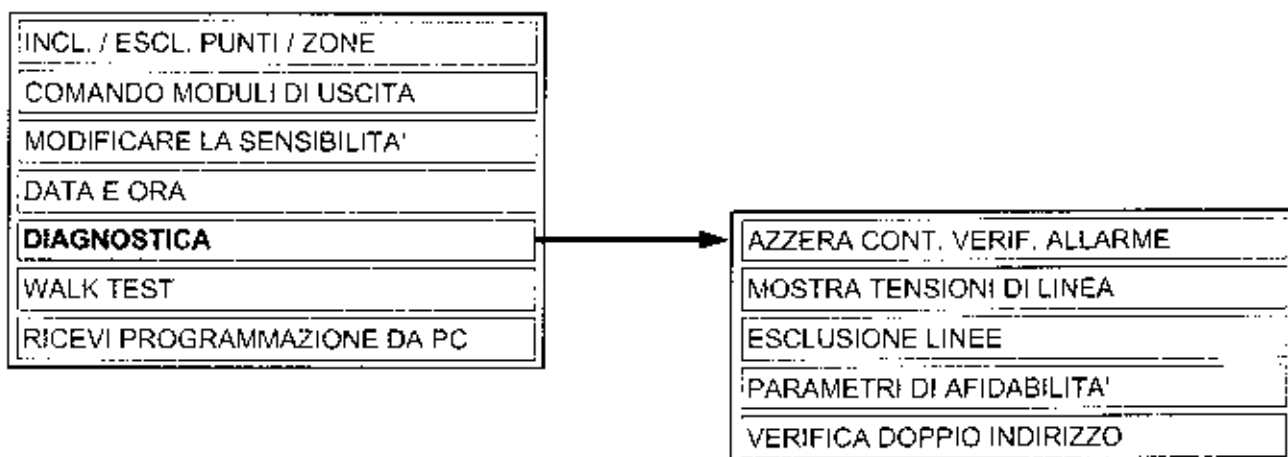 INCL. / ESCL. PUNTI / ZONE
COMANDO MODULI DI USCITA
MODIFICARE LA SENSIBILITA'
DATA E ORA
DIAGNOSTICA
WALK TEST
RICEVI PROGRAMMAZIONE DA PC
AZZERA CONT. VERIF. ALLARME
MOSTRA TENSIONI DI LINEA
ESCLUSIONE LINEE
PARAMETRI DI AFIDABILITA'
VERIFICA DOPPIO INDIRIZZO